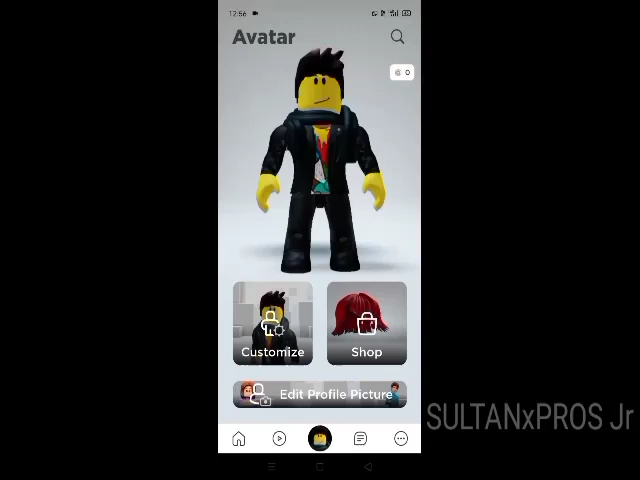 12:56
Avatar
0
Customize
Shop
Edit Profile Picture
SULTANxPROS Jr